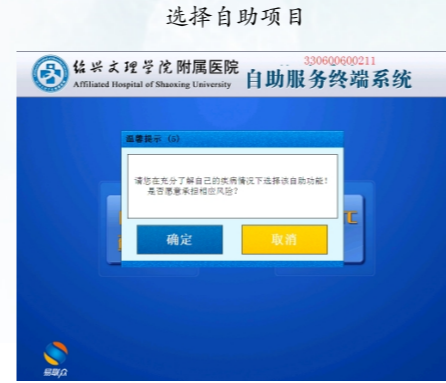 选择自助项目
绍兴文理学院附属医院
Affiliated Hospital of Shaoxing University
330600600211
自助服务终端系统
温馨提示 (5)
请您在充分了解自己的疾病情况下选择该自助功能!
是否愿意承担相应风险?
确定
取消
易联众